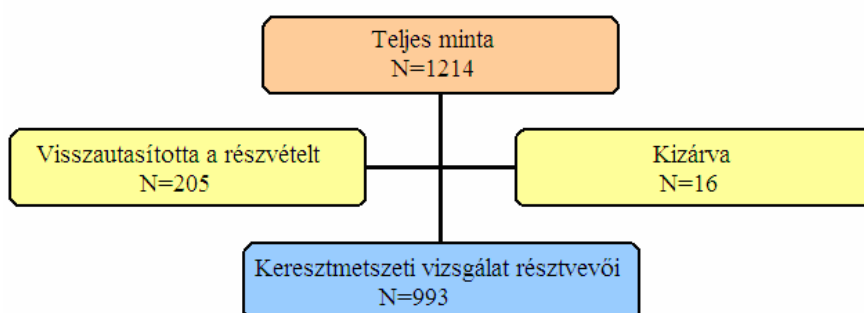 Teljes minta
N=1214
Visszautasította a részvételt
N=205
Kizárva
N=16
Keresztmetszeti vizsgálat résztvevői
N=993